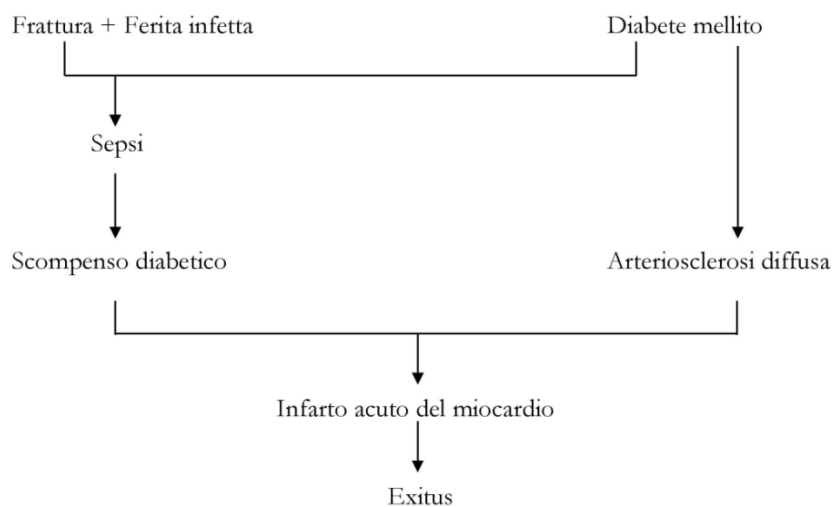 Frattura + Ferita infetta
Diabete mellito
Sepsi
Scompenso diabetico
Arteriosclerosi diffusa
Infarto acuto del miocardio
Exitus